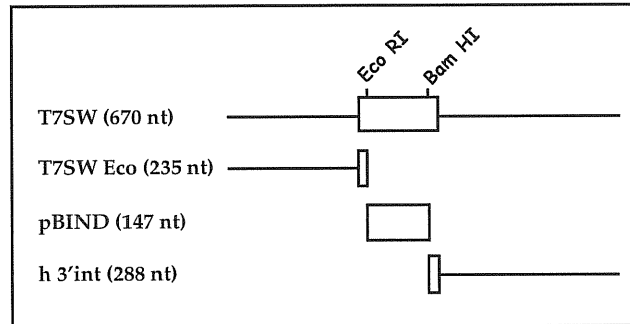 Eco RI
Bam HI
T7SW (670 nt)
T7SW Eco (235 nt)
pBIND (147 nt)
h 3'int (288 nt)